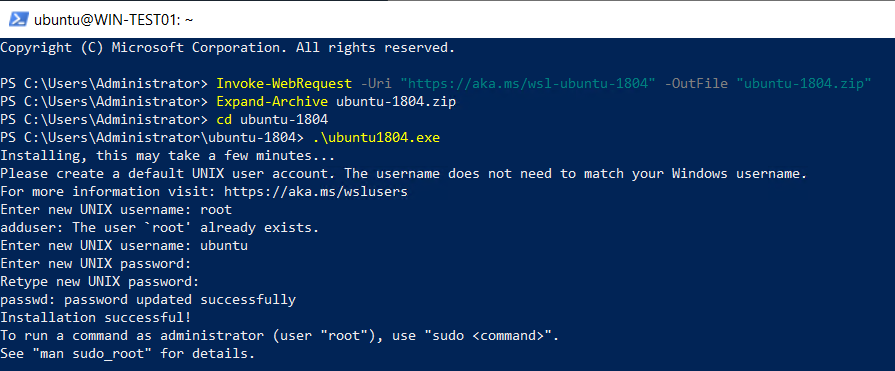 ubuntu@WIN-TEST01: ~
Copyright (C) Microsoft Corporation. All rights reserved.
PS C:\Users\Administrator> Invoke-WebRequest -Uri "https://aka.ms/wsl-ubuntu-1804" -OutFile "ubuntu-1804.zip"
PS C:\Users\Administrator> Expand-Archive ubuntu-1804.zip
PS C:\Users\Administrator> cd ubuntu-1804
PS C:\Users\Administrator\ubuntu-1804> .\ubuntu1804.exe
Installing, this may take a few minutes...
Please create a default UNIX user account. The username does not need to match your Windows username.
For more information visit: https://aka.ms/wslusers
Enter new UNIX username: root
adduser: The user `root' already exists.
Enter new UNIX username: ubuntu
Enter new UNIX password:
Retype new UNIX password:
passwd: password updated successfully
Installation successful!
To run a command as administrator (user "root"), use "sudo <command>".
See "man sudo_root" for details.